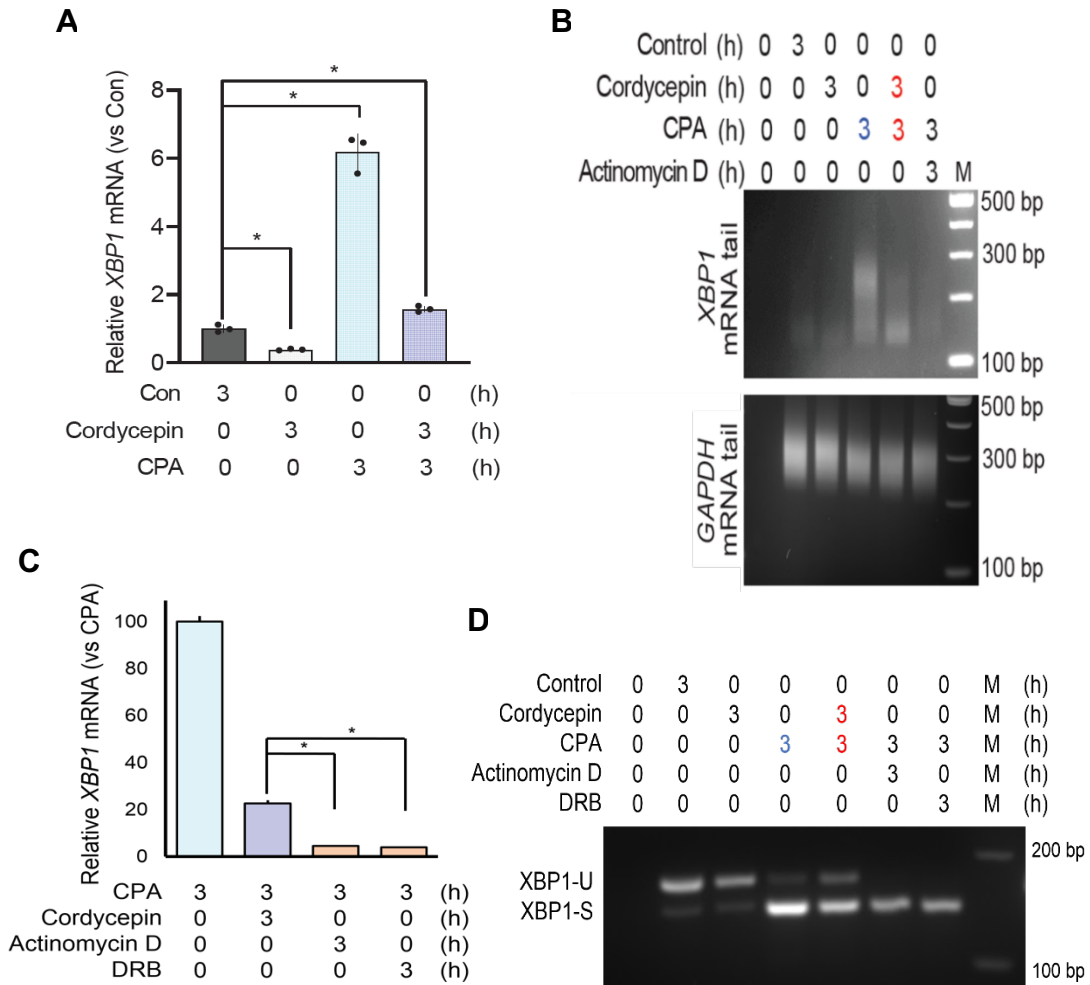 A
Relative XBP1 mRNA (vs Con)
8
6
4
2
0
*
*
*
Con 3 0 0 0 (h)
Cordycepin 0 3 0 3 (h)
CPA 0 0 3 3 (h)
B
Control (h) 0 3 0 0 0 0
Cordycepin (h) 0 0 3 0 3 0
CPA (h) 0 0 0 3 3 3
Actinomycin D (h) 0 0 0 0 0 3 M
XBP1
mRNA tail
500 bp
300 bp
100 bp
GAPDH
mRNA tail
500 bp
300 bp
100 bp
C
Relative XBP1 mRNA (vs CPA)
100
80
60
40
20
0
*
*
CPA 3 3 3 3 (h)
Cordycepin 0 3 0 0 (h)
Actinomycin D 0 0 3 0 (h)
DRB 0 0 0 3 (h)
D
Control 0 3 0 0 0 0 0 M (h)
Cordycepin 0 0 3 0 3 0 0 M (h)
CPA 0 0 0 3 3 3 3 M (h)
Actinomycin D 0 0 0 0 0 3 0 M (h)
DRB 0 0 0 0 0 0 3 M (h)
XBP1-U
XBP1-S
200 bp
100 bp